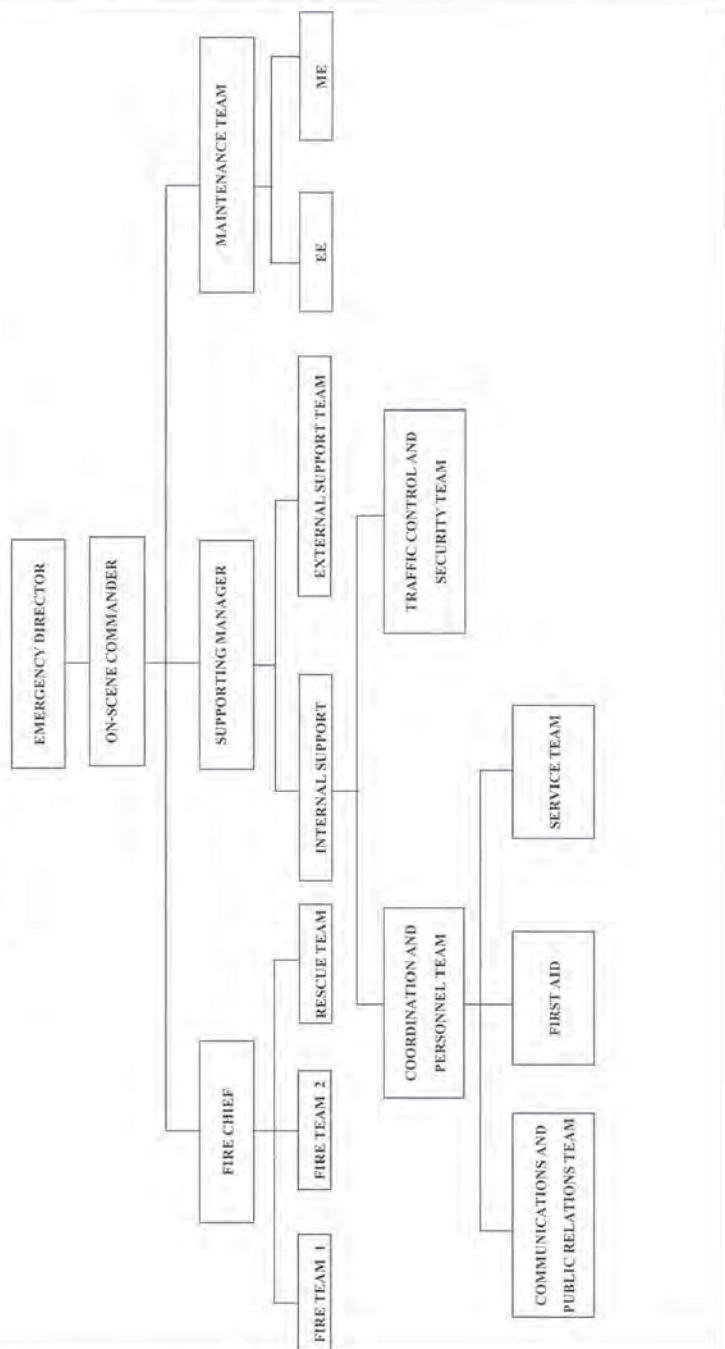 EMERGENCY DIRECTOR
ON-SCENE COMMANDER
FIRE CHIEF
SUPPORTING MANAGER
MAINTENANCE TEAM
FIRE TEAM 1
FIRE TEAM 2
RESCUE TEAM
INTERNAL SUPPORT
EXTERNAL SUPPORT TEAM
EE
ME
COORDINATION AND
PERSONNEL TEAM
TRAFFIC CONTROL AND
SECURITY TEAM
COMMUNICATIONS AND
PUBLIC RELATIONS TEAM
FIRST AID
SERVICE TEAM